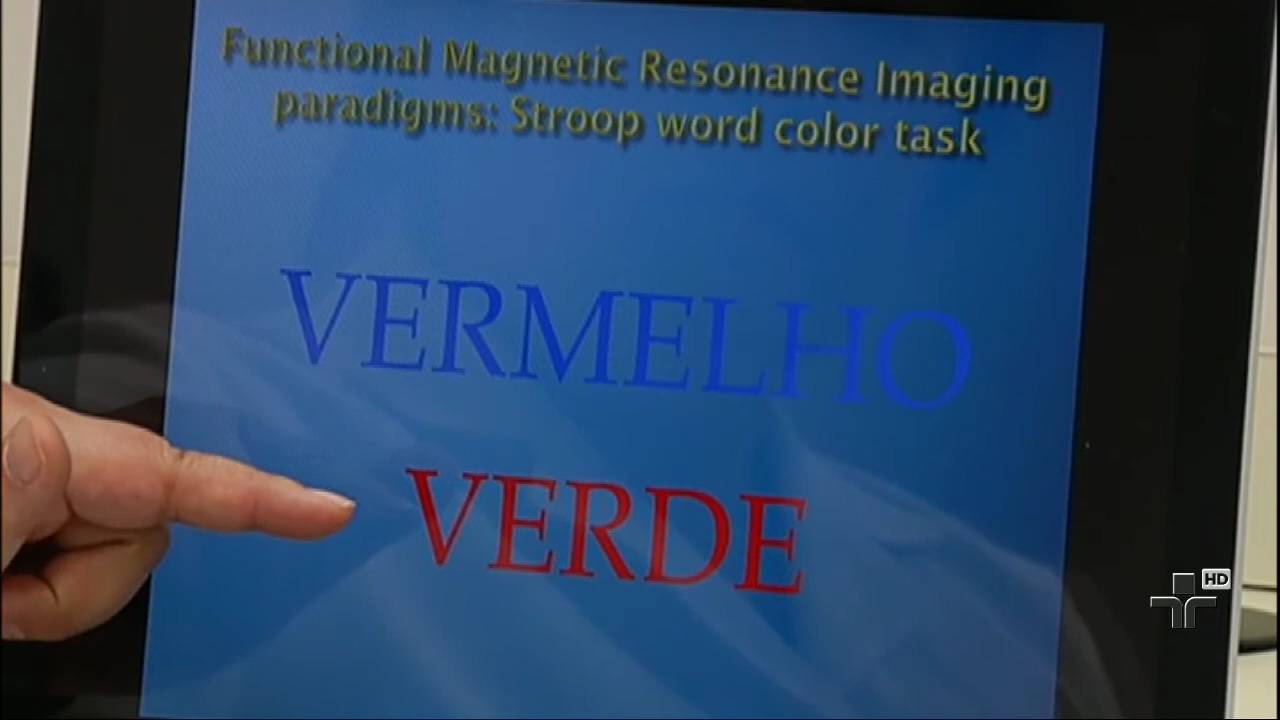 Functional Magnetic Resonance Imaging
paradigms: Stroop word color task
VERMELHO
VERDE
HD